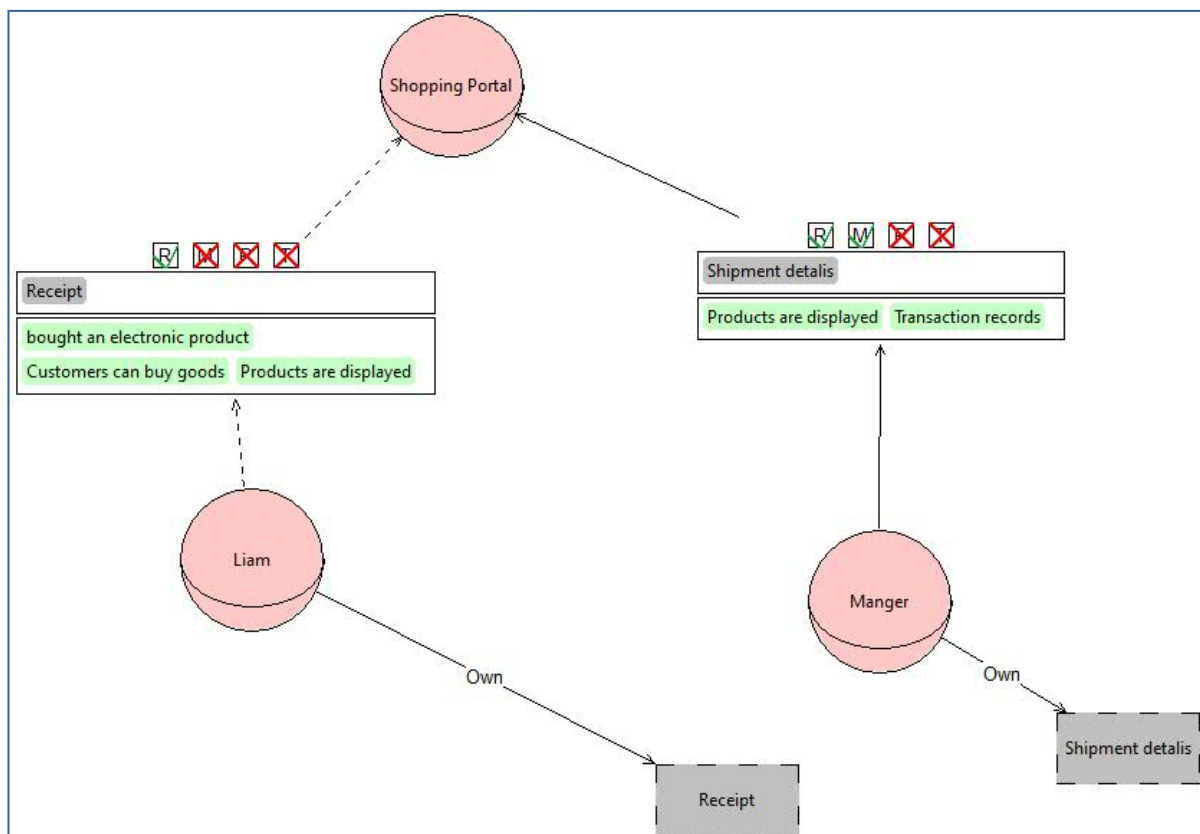 Shopping Portal
R M P T
Receipt
bought an electronic product
Customers can buy goods Products are displayed
R M P T
Shipment detalis
Products are displayed Transaction records
Liam
Manger
Own
Own
Receipt
Shipment detalis